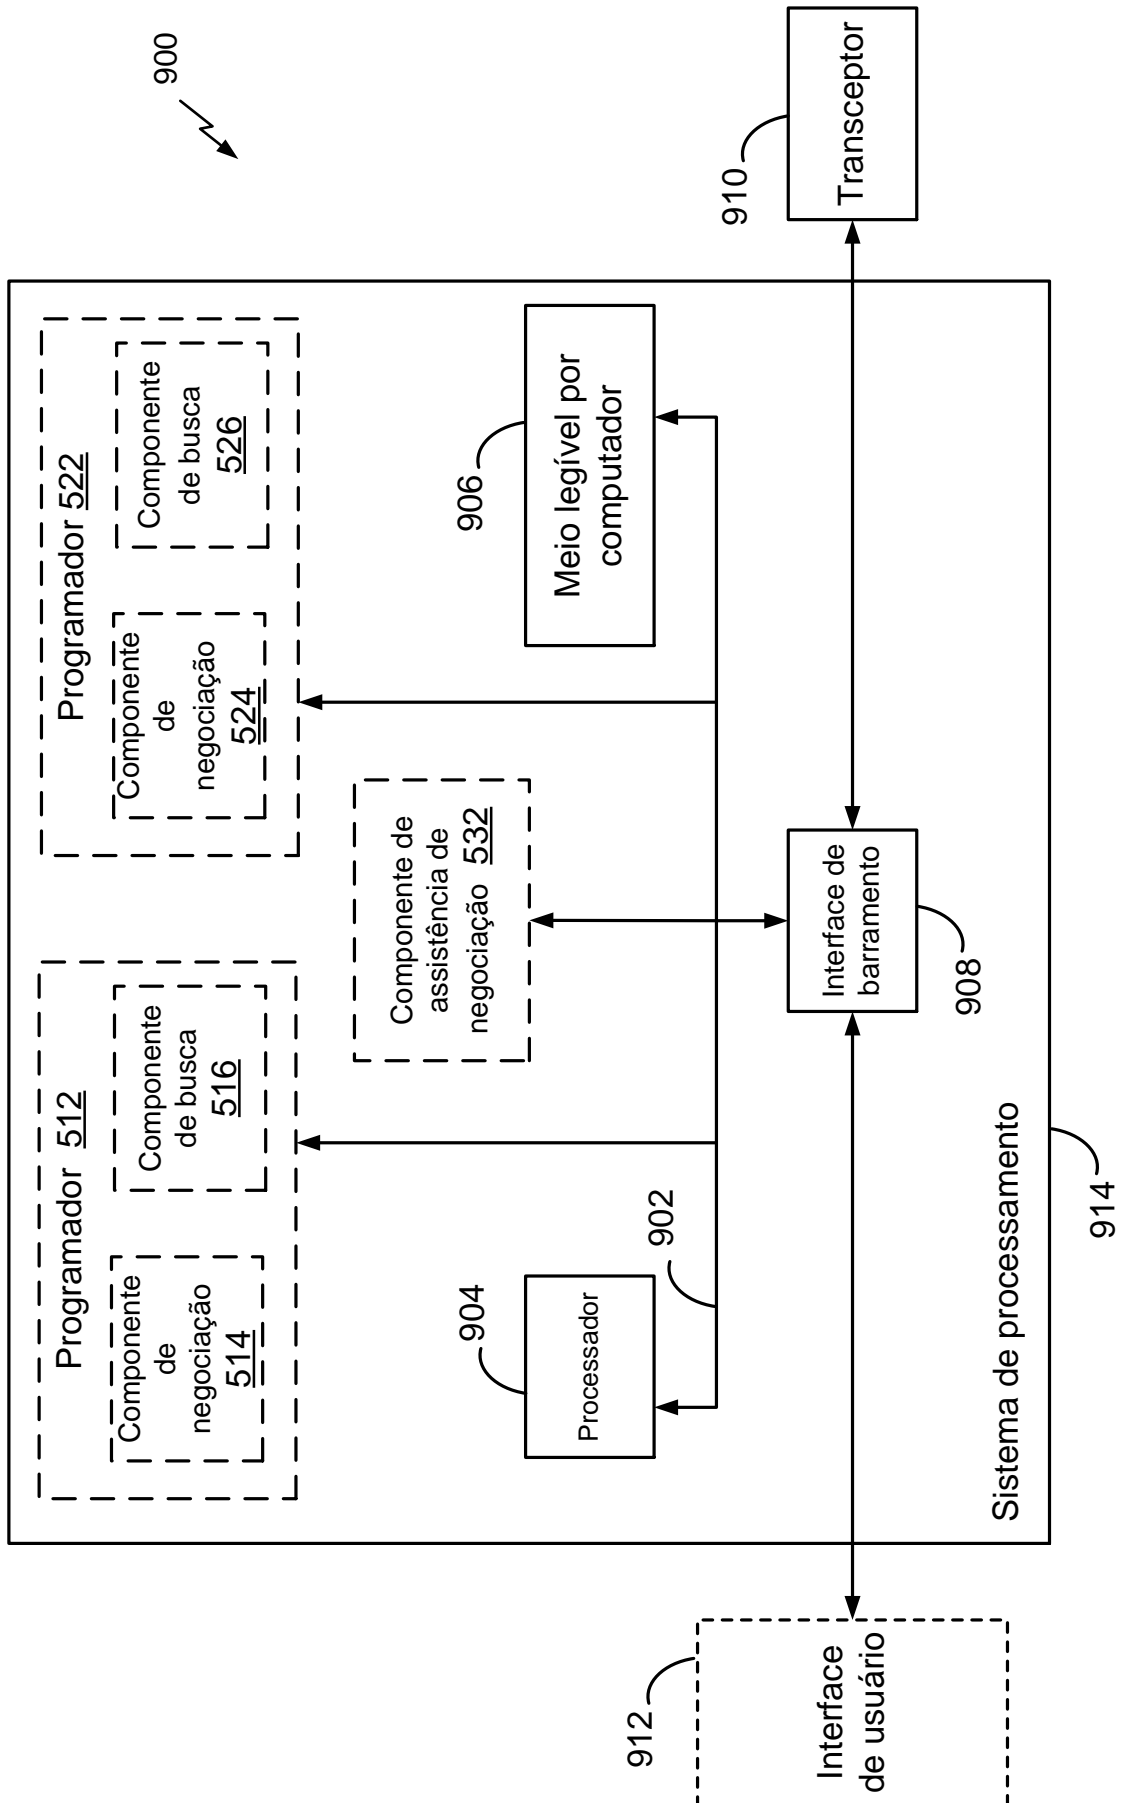 900
Programador 512
Componente
de
negociação
514
Componente
de busca
516
Programador 522
Componente
de
negociação
524
Componente
de busca
526
Componente de
assistência de
negociação 532
904
Processador
902
906
Meio legível por
computador
912
Interface
de usuário
Interface de
barramento
908
910
Transceptor
Sistema de processamento
914